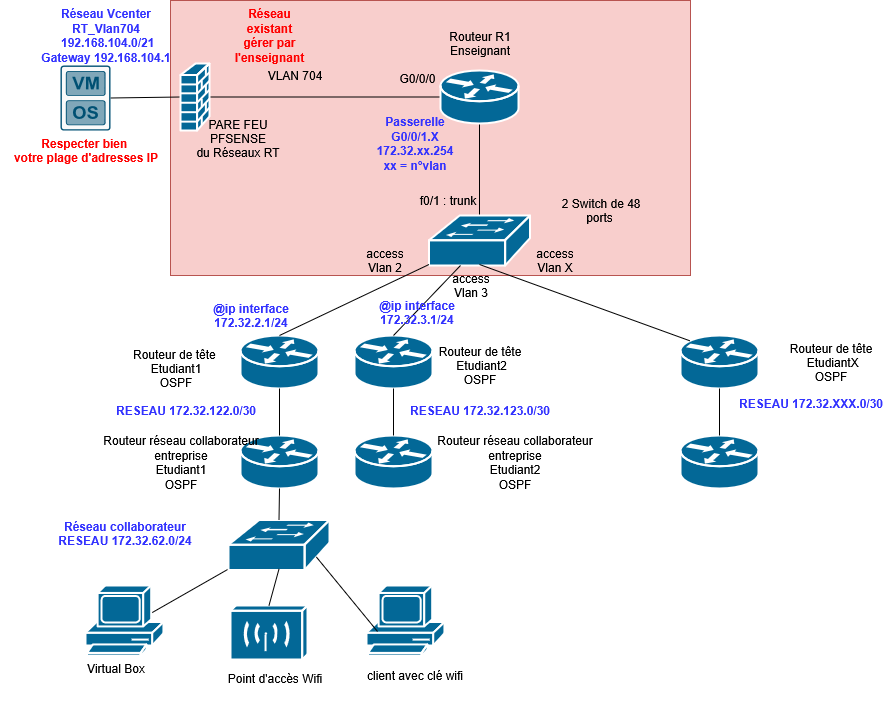 Réseau Vcenter
RT_Vlan704
192.168.104.0/21
Gateway 192.168.104.1
VM
OS
Respecter bien
votre plage d'adresses IP
Réseau
existant
gérer par
l'enseignant
VLAN 704
PARE FEU
PFSENSE
du Réseaux RT
Routeur R1
Enseignant
G0/0/0
Passerelle
G0/0/1.X
172.32.xx.254
xx = n°vlan
f0/1 : trunk
2 Switch de 48
ports
access
Vlan 2
access
Vlan 3
access
Vlan X
@ip interface
172.32.2.1/24
@ip interface
172.32.3.1/24
Routeur de tête
Etudiant1
OSPF
Routeur de tête
Etudiant2
OSPF
Routeur de tête
EtudiantX
OSPF
RESEAU 172.32.122.0/30
RESEAU 172.32.123.0/30
RESEAU 172.32.XXX.0/30
Routeur réseau collaborateur
entreprise
Etudiant1
OSPF
Routeur réseau collaborateur
entreprise
Etudiant2
OSPF
Réseau collaborateur
RESEAU 172.32.62.0/24
Virtual Box
Point d'accès Wifi
client avec clé wifi